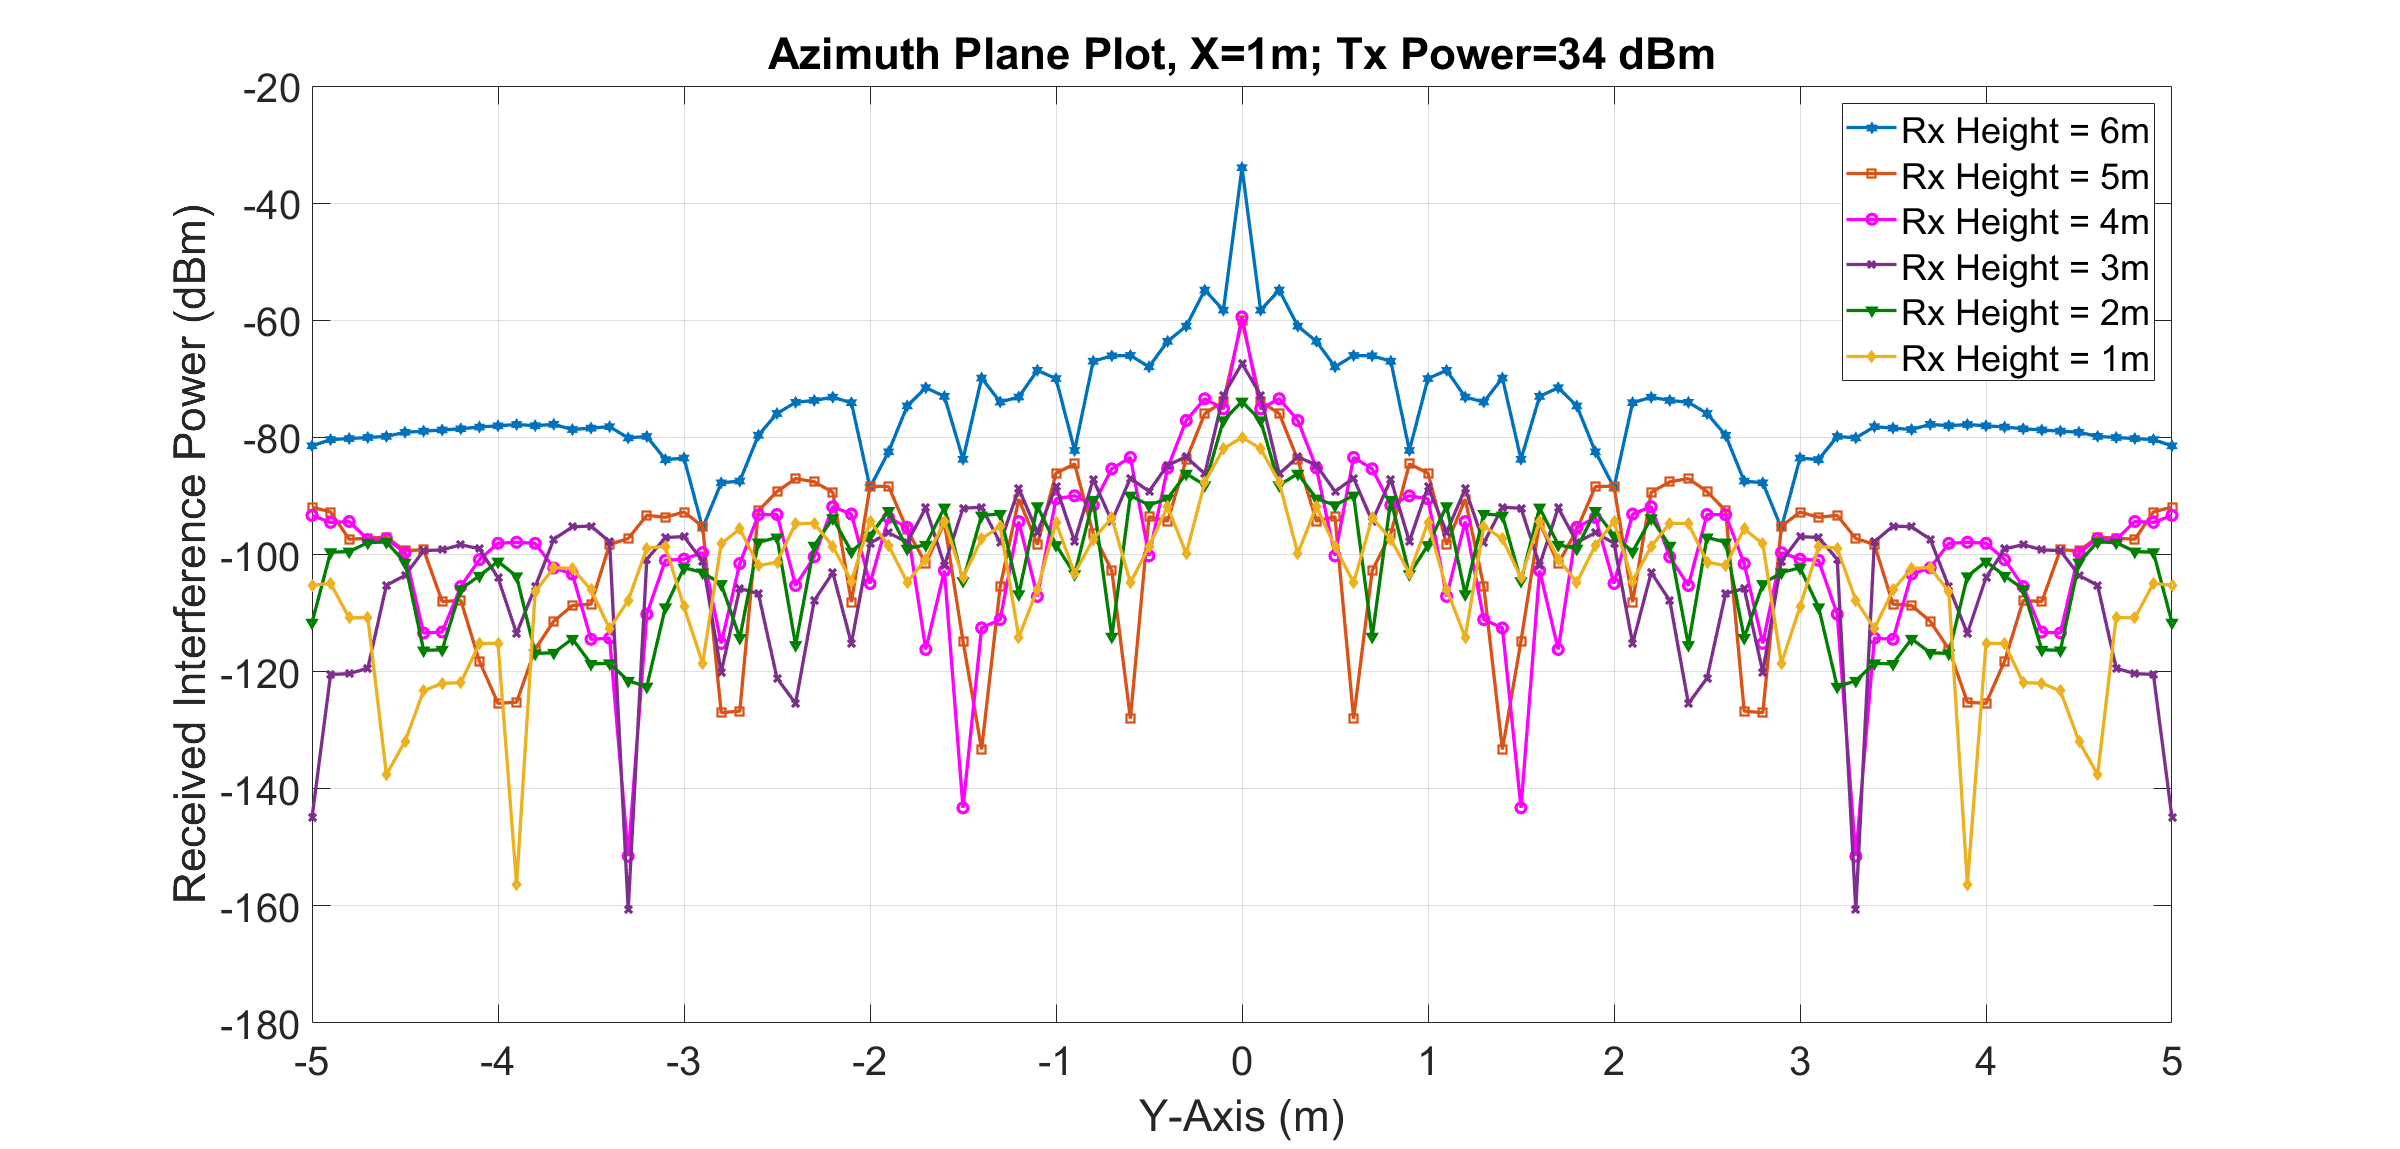 Azimuth Plane Plot, X=1m; Tx Power=34 dBm
Received Interference Power (dBm)
-20
-40
-60
-80
-100
-120
-140
-160
-180
Rx Height = 6m
Rx Height = 5m
Rx Height = 4m
Rx Height = 3m
Rx Height = 2m
Rx Height = 1m
-5 -4 -3 -2 -1 0 1 2 3 4 5
Y-Axis (m)